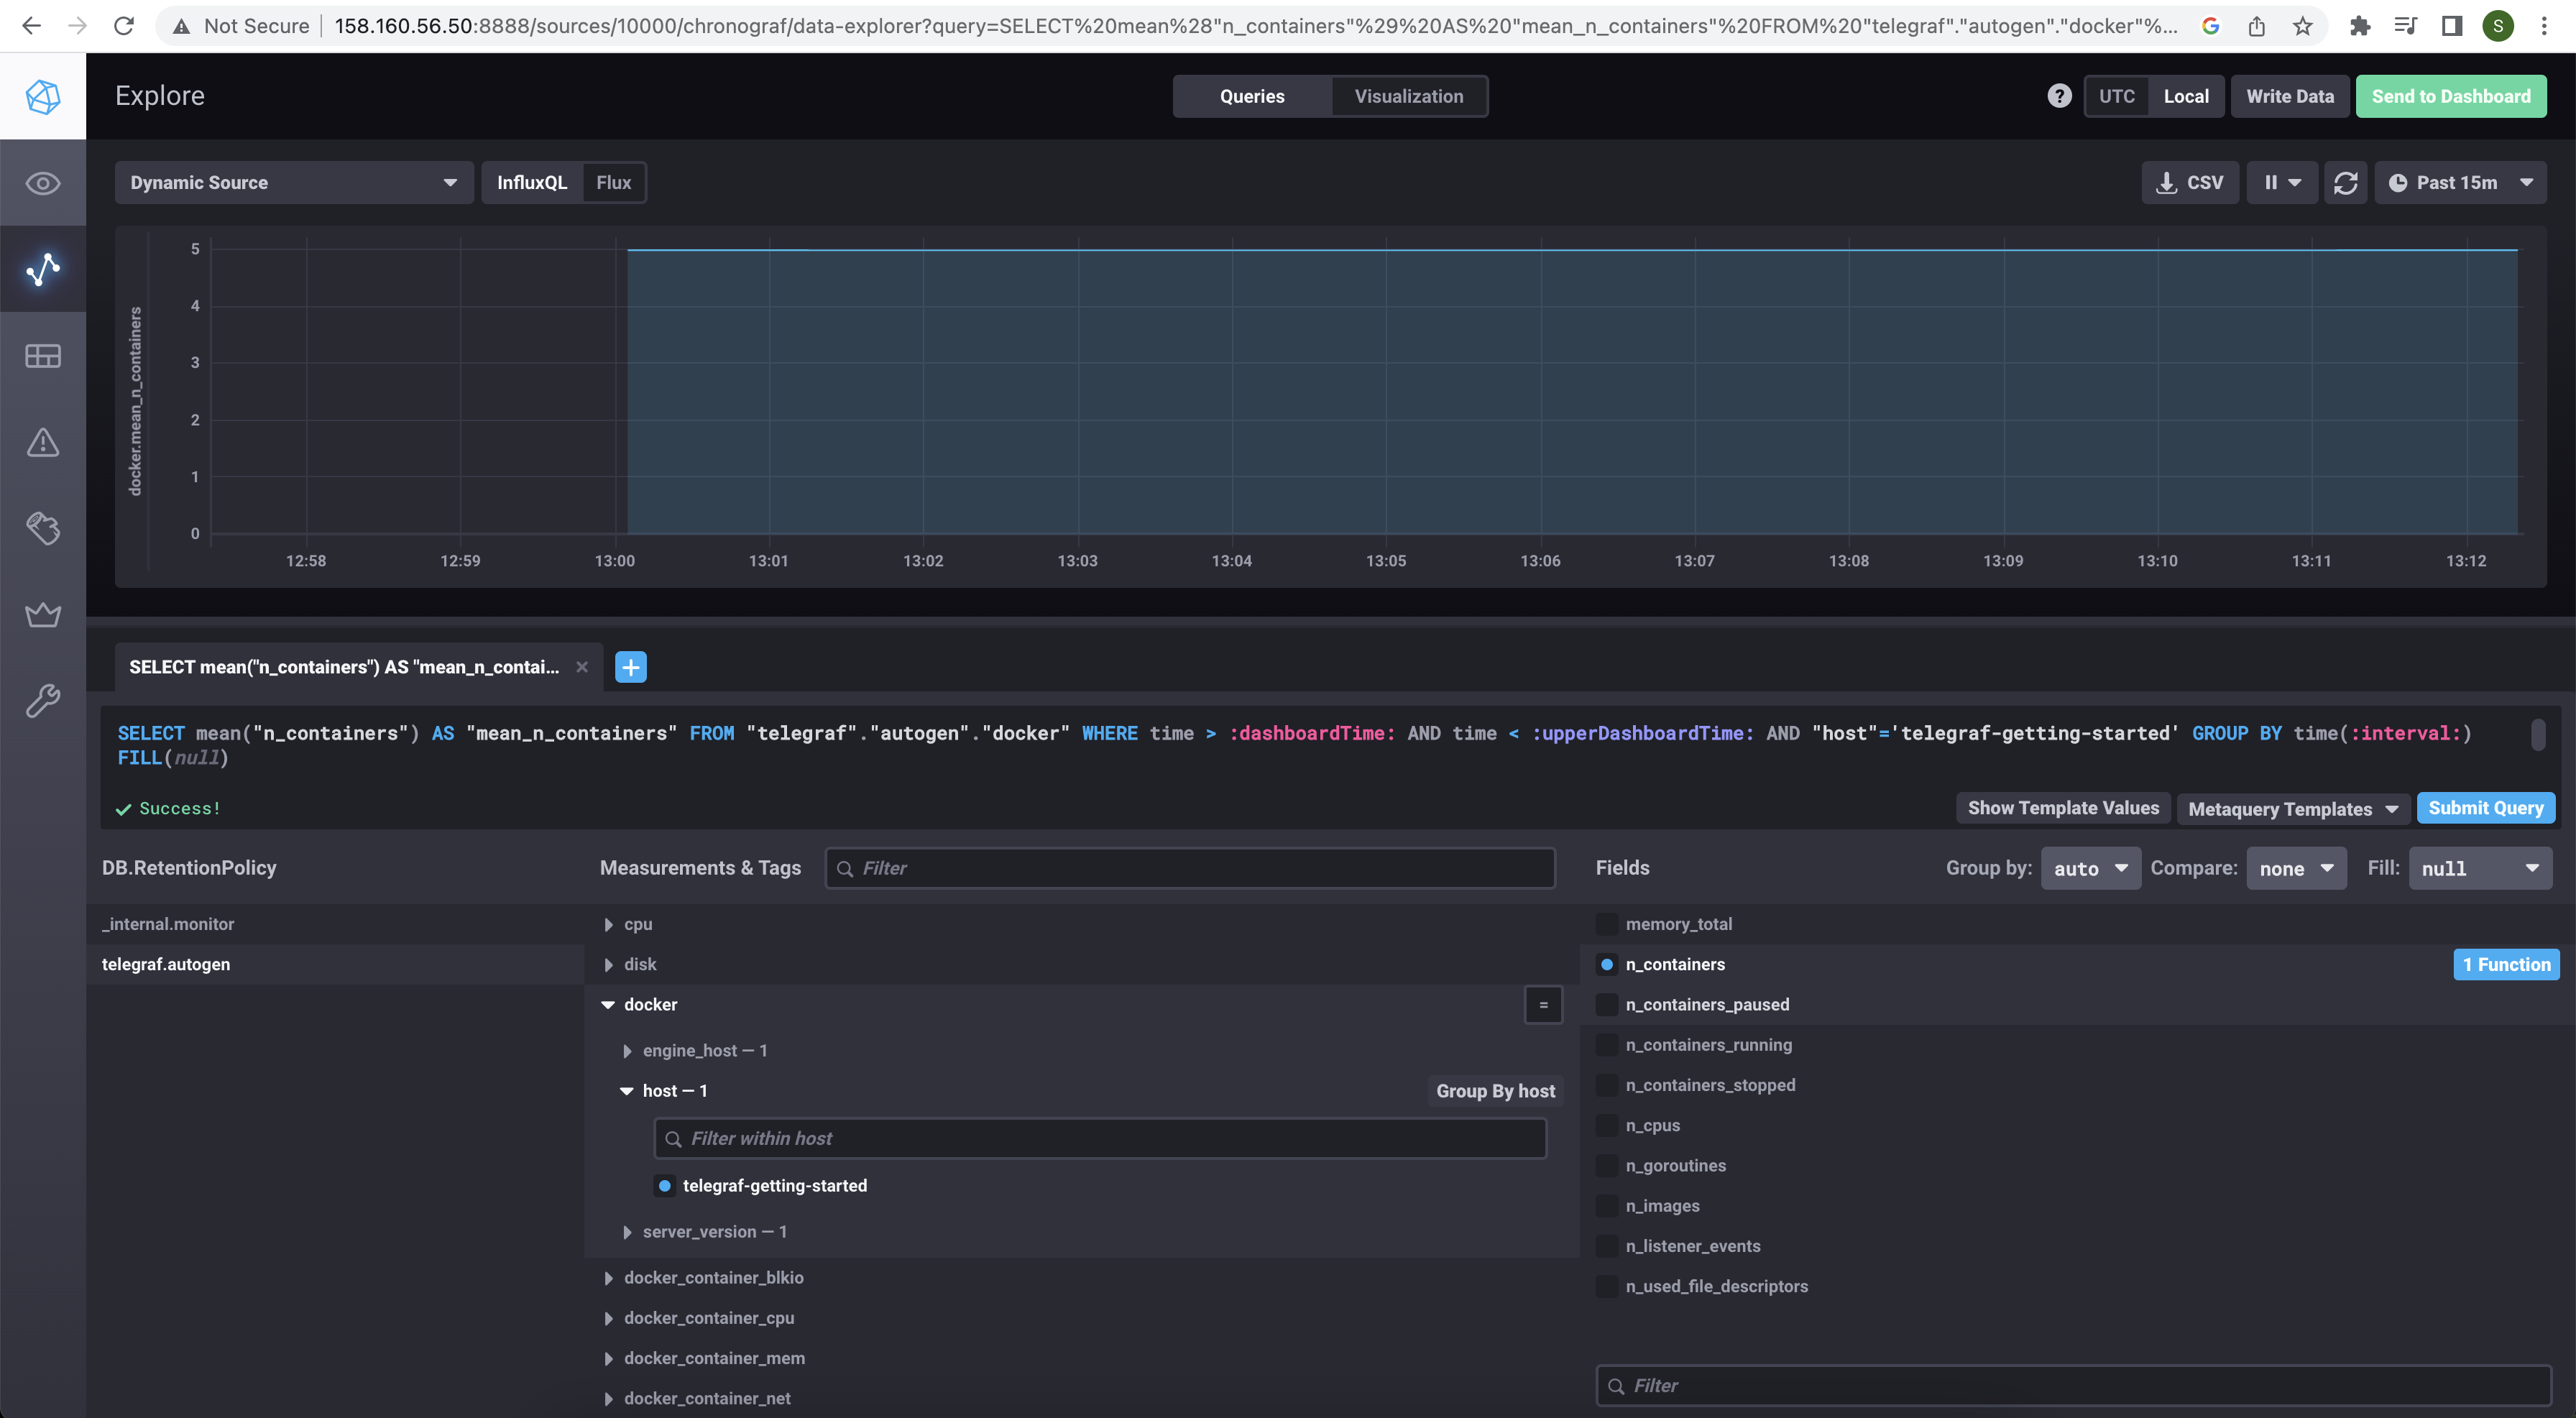 Not Secure | 158.160.56.50:8888/sources/10000/chronograf/data-explorer?query=SELECT%20mean%28"n_containers"%29%20AS%20"mean_n_containers"%20FROM%20"telegraf"."autogen"."docker"%...
S
Explore
Queries Visualization
? UTC Local Write Data Send to Dashboard
Dynamic Source InfluxQL Flux CSV Past 15m
docker.mean_n_containers
5
4
3
2
1
0
12:58 12:59 13:00 13:01 13:02 13:03 13:04 13:05 13:06 13:07 13:08 13:09 13:10 13:11 13:12
SELECT mean("n_containers") AS "mean_n_contai... × +
SELECT mean("n_containers") AS "mean_n_containers" FROM "telegraf"."autogen"."docker" WHERE time > :dashboardTime: AND time < :upperDashboardTime: AND "host"='telegraf-getting-started' GROUP BY time(:interval:)
FILL(null)
Success!
Show Template Values Metaquery Templates Submit Query
DB.RetentionPolicy
_internal.monitor
telegraf.autogen
Measurements & Tags Filter
cpu
disk
docker =
engine_host — 1
host — 1 Group By host
Filter within host
telegraf-getting-started
server_version — 1
docker_container_blkio
docker_container_cpu
docker_container_mem
docker_container_net
Fields Group by: auto Compare: none Fill: null
memory_total
n_containers 1 Function
n_containers_paused
n_containers_running
n_containers_stopped
n_cpus
n_goroutines
n_images
n_listener_events
n_used_file_descriptors
Filter